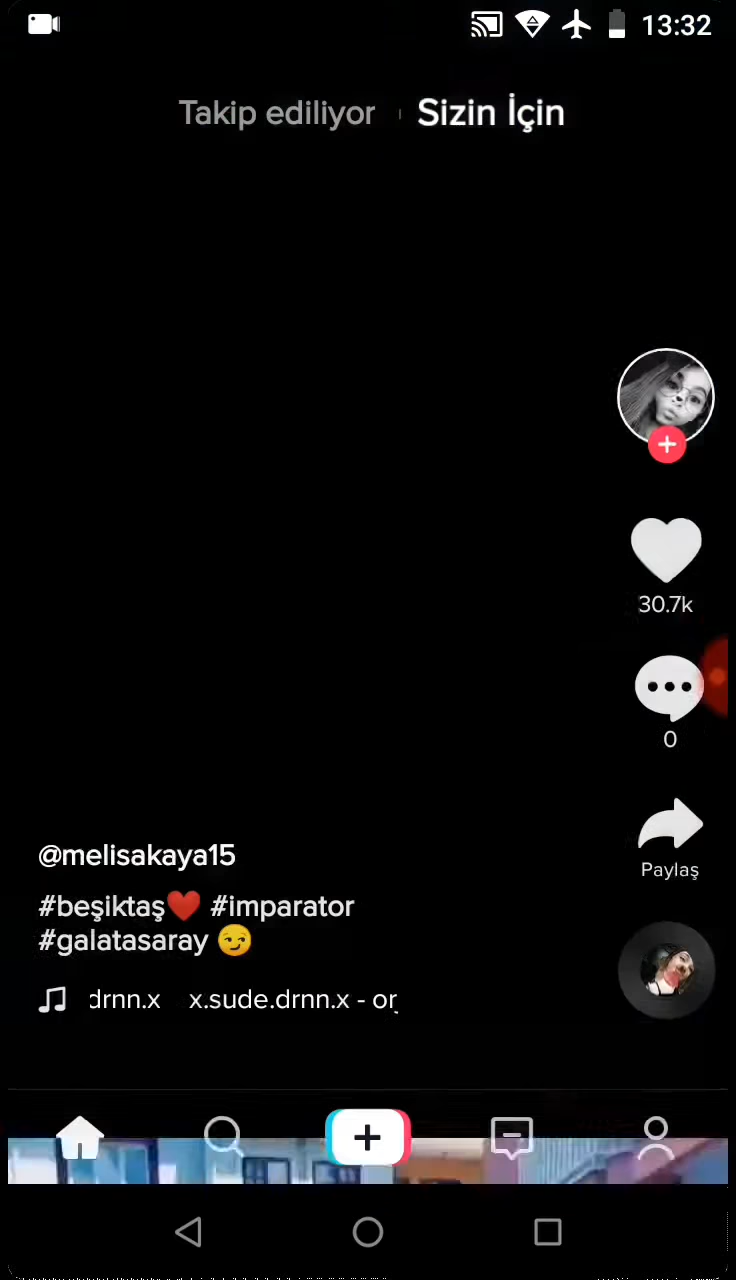 13:32
Takip ediliyor
Sizin İçin
30.7k
0
Paylaş
@melisakaya15
#beşiktaş❤️ #imparator
#galatasaray 😏
drnn.x x.sude.drnn.x - or